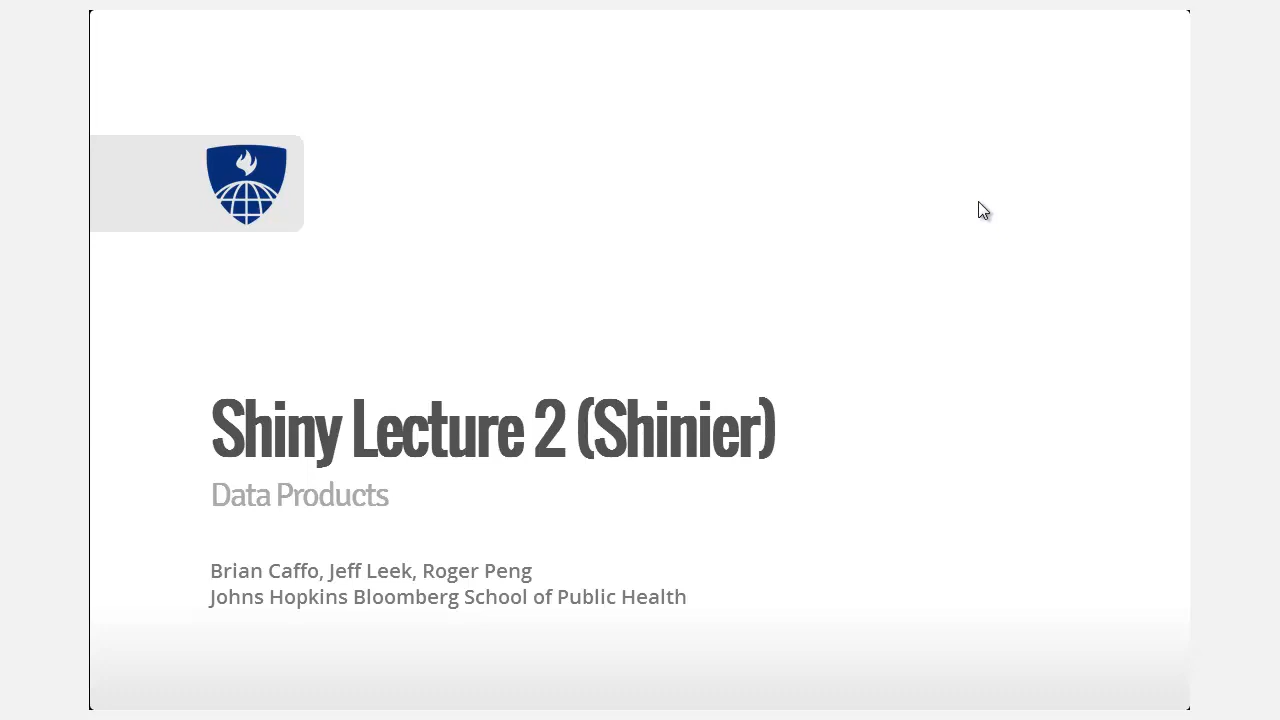 Shiny Lecture 2 (Shinier)
Data Products
Brian Caffo, Jeff Leek, Roger Peng
Johns Hopkins Bloomberg School of Public Health